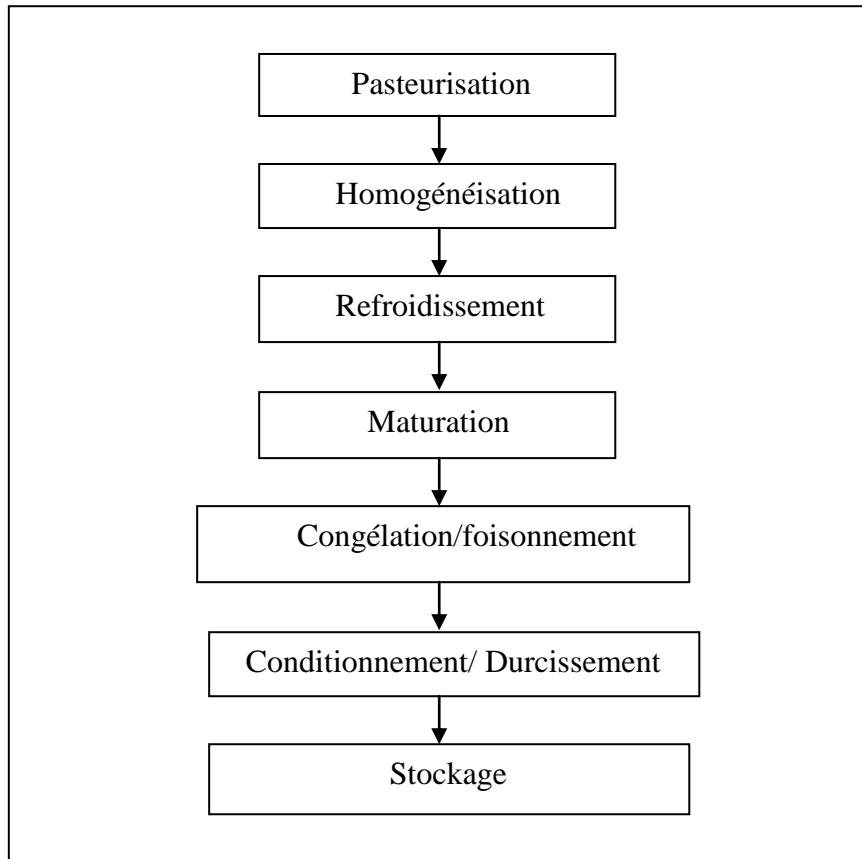 Pasteurisation
Homogénéisation
Refroidissement
Maturation
Congélation/foisonnement
Conditionnement/ Durcissement
Stockage